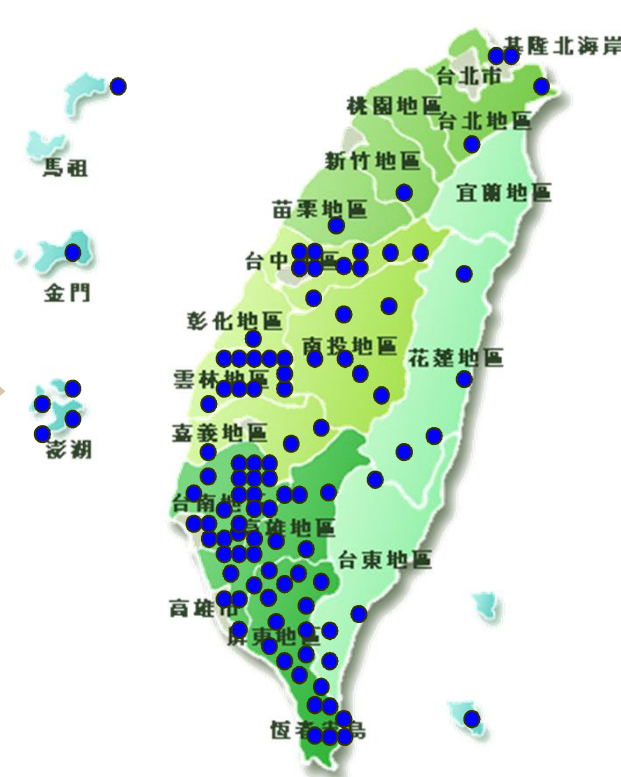 基隆北海岸
台北市
桃園地區
台北地區
新竹地區
馬祖
宜蘭地區
苗栗地區
台中 區
金門
彰化地區
南投地區
花蓮地區
雲林地區
嘉義地區
澎湖
台南地
高雄地區
台東地區
高雄市
屏東地區
恆春 島